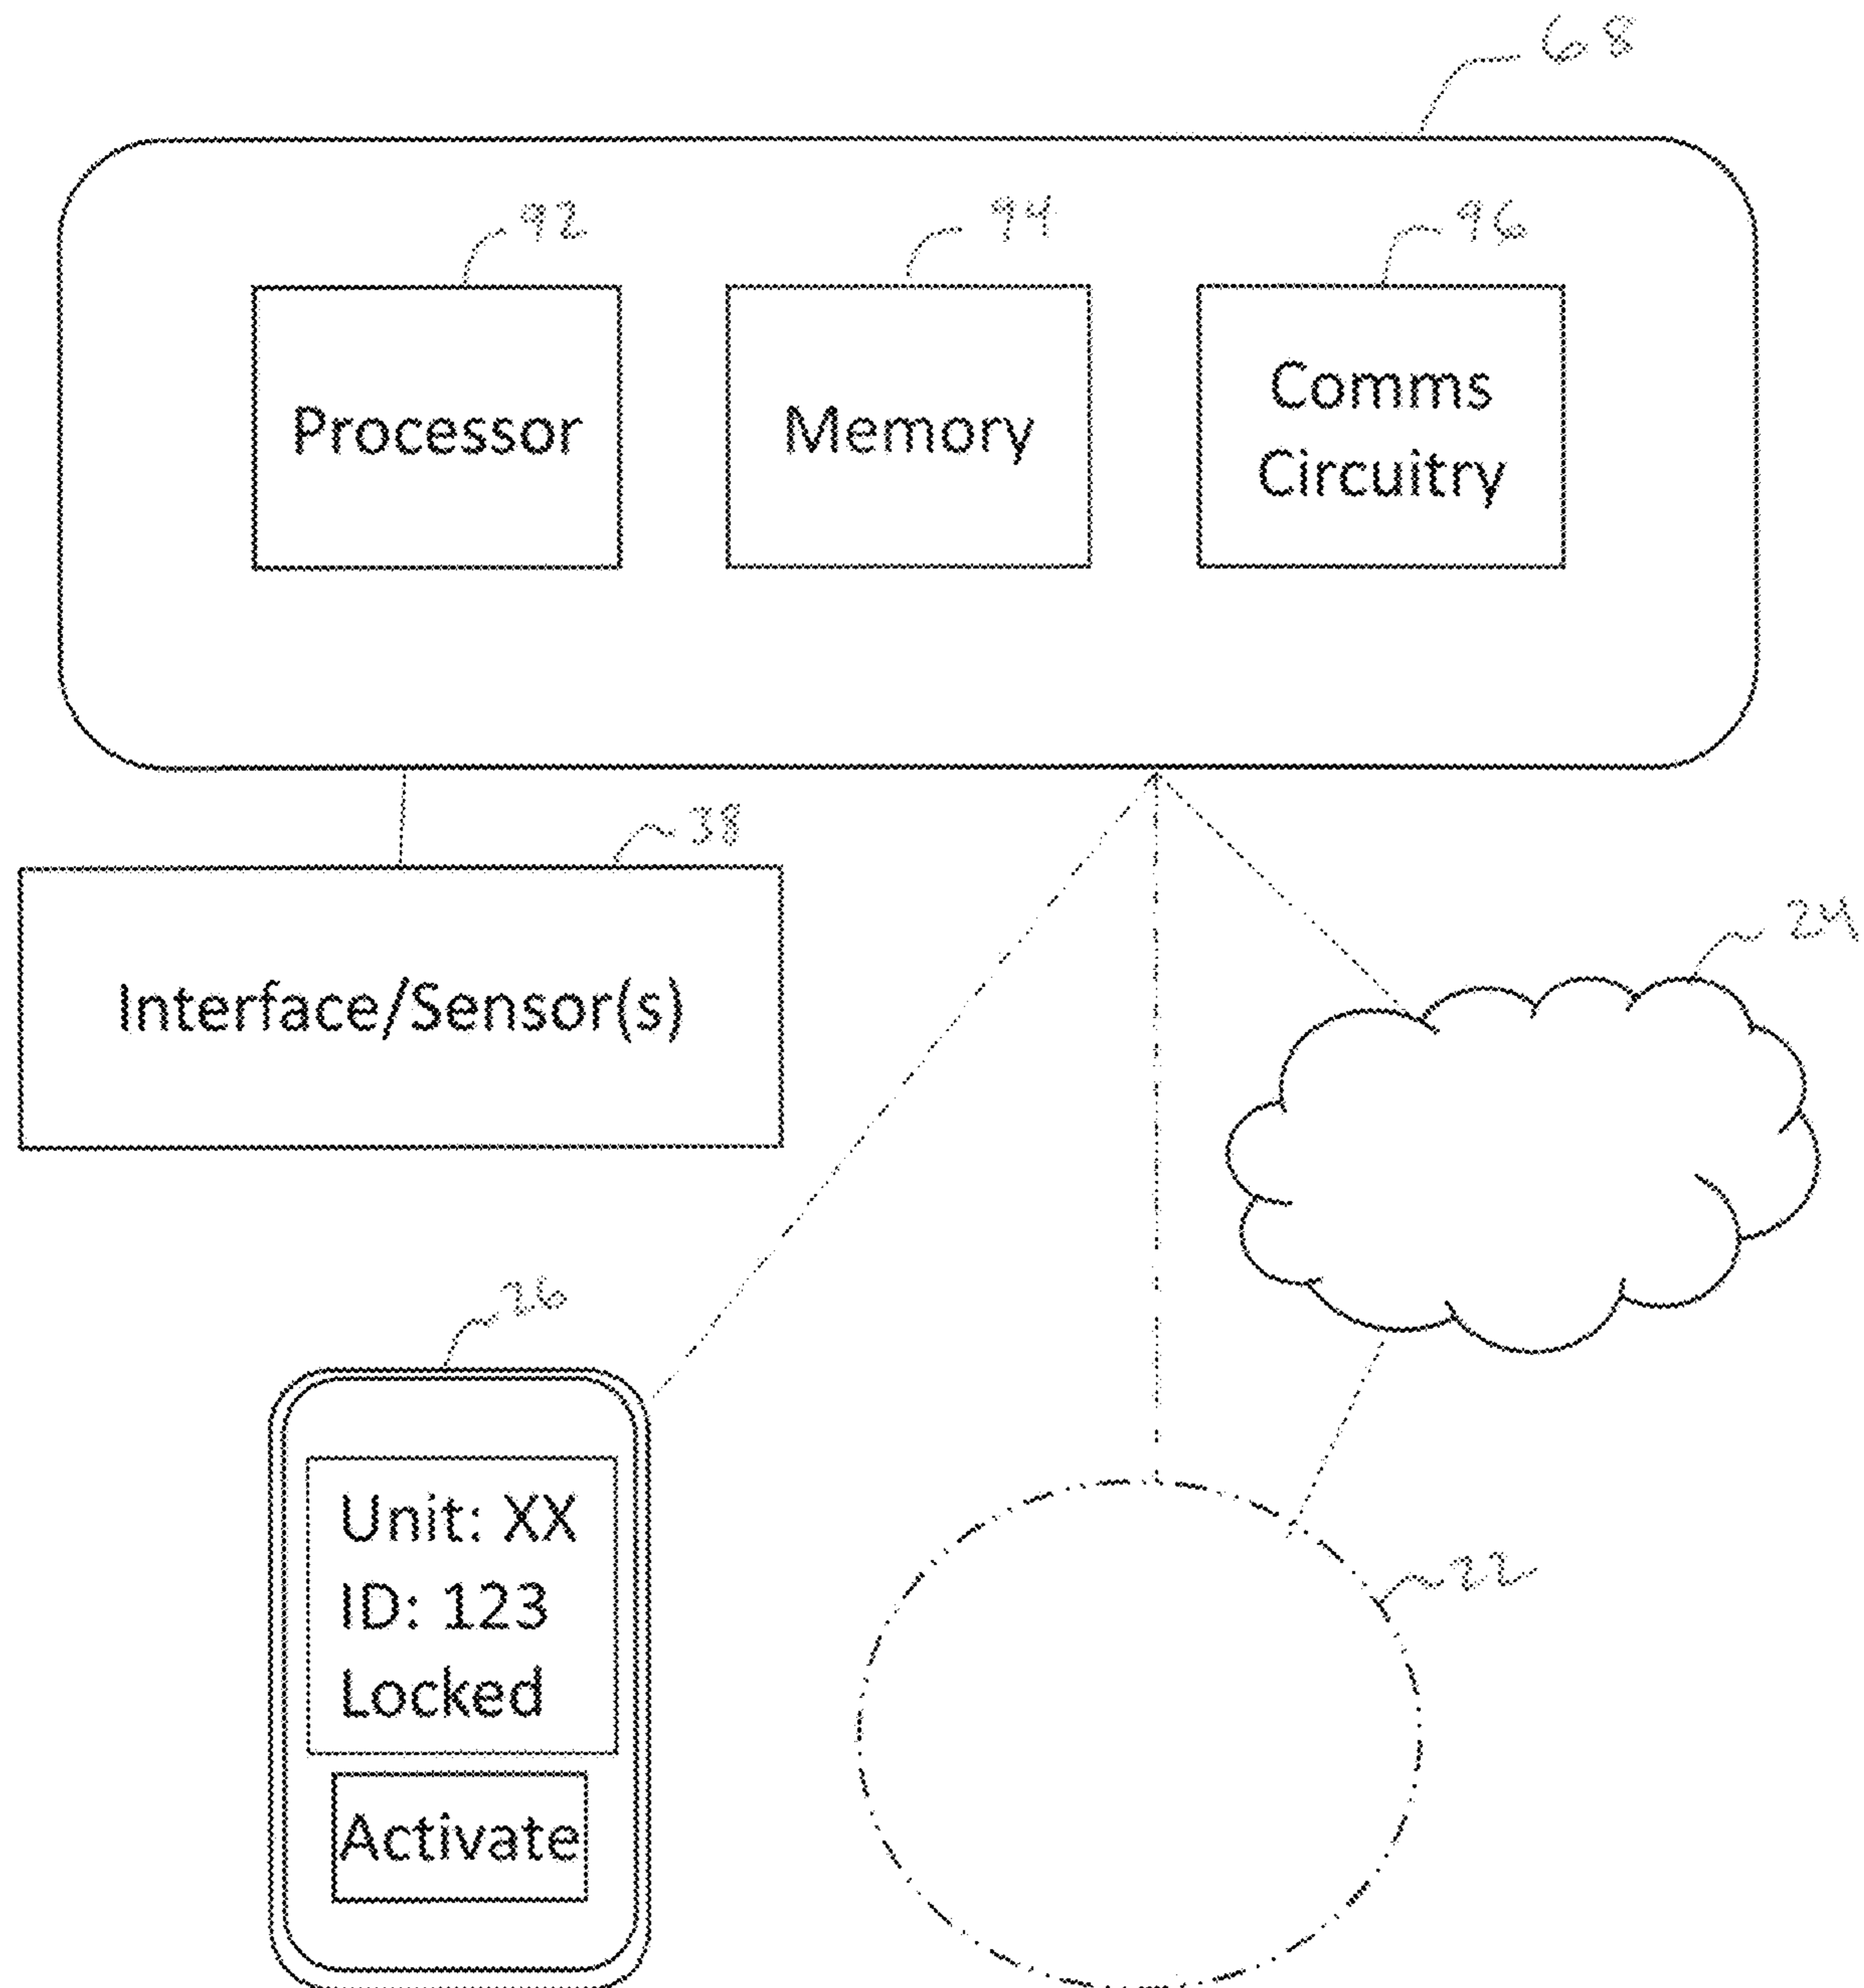 68
92
94
96
Processor
Memory
Comms
Circuitry
38
Interface/Sensor(s)
24
26
Unit: XX
ID: 123
Locked
Activate
22